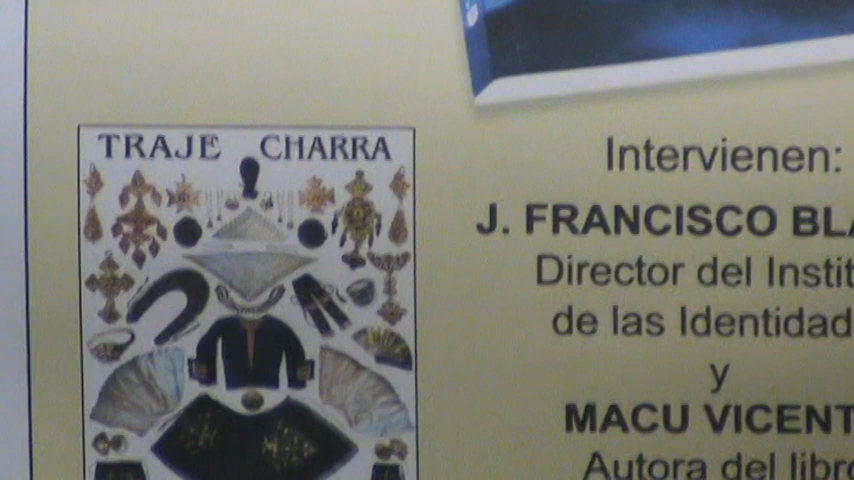 TRAJE CHARRA
Intervienen:
J. FRANCISCO
Director del
de las
y
MACU
Autora del